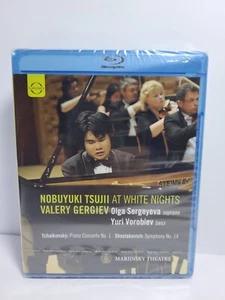 Blu-ray Disc
STEINWAY
NOBUYUKI TSUJII AT WHITE NIGHTS
VALERY GERGIEV Olga Sergeyeva soprano
Yuri Vorobiev bass
Tchaikovsky: Piano Concerto No. 1 Shostakovich: Symphony No. 14
MARIINSKY THEATRE